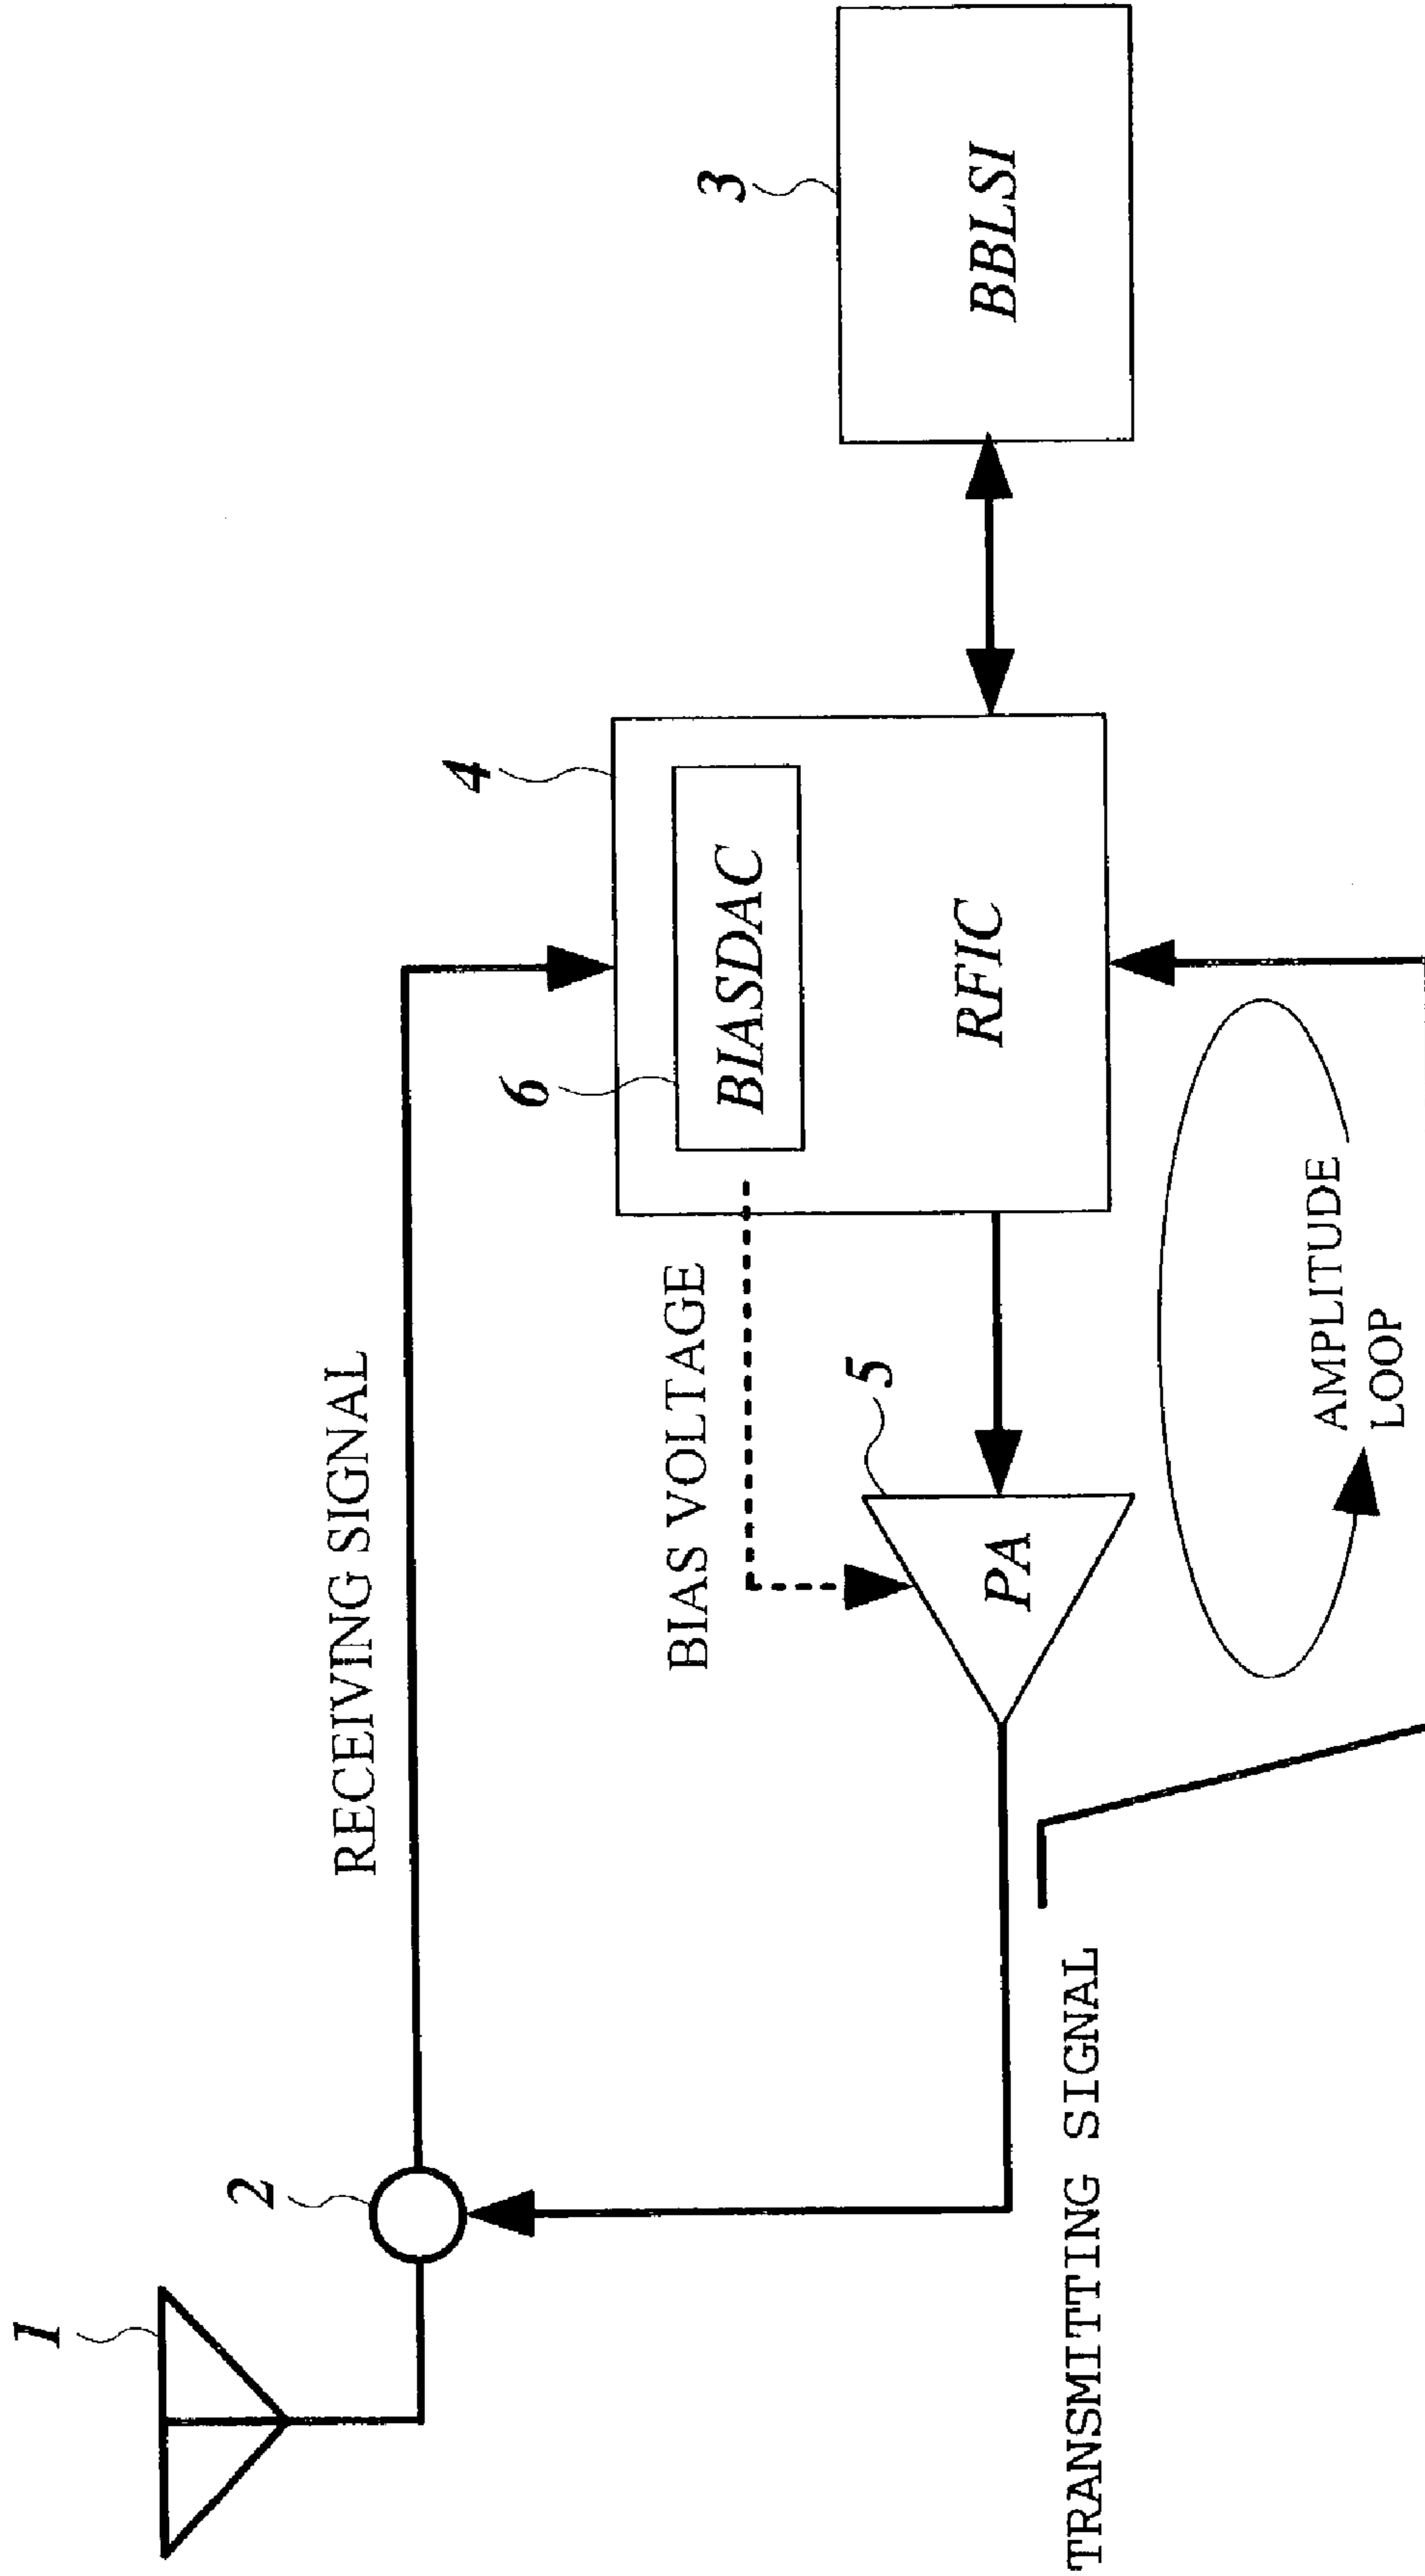 1
2
RECEIVING SIGNAL
4
6
BIASDAC
BIAS VOLTAGE
3
BBLSI
RFIC
5
PA
TRANSMITTING SIGNAL
AMPLITUDE
LOOP